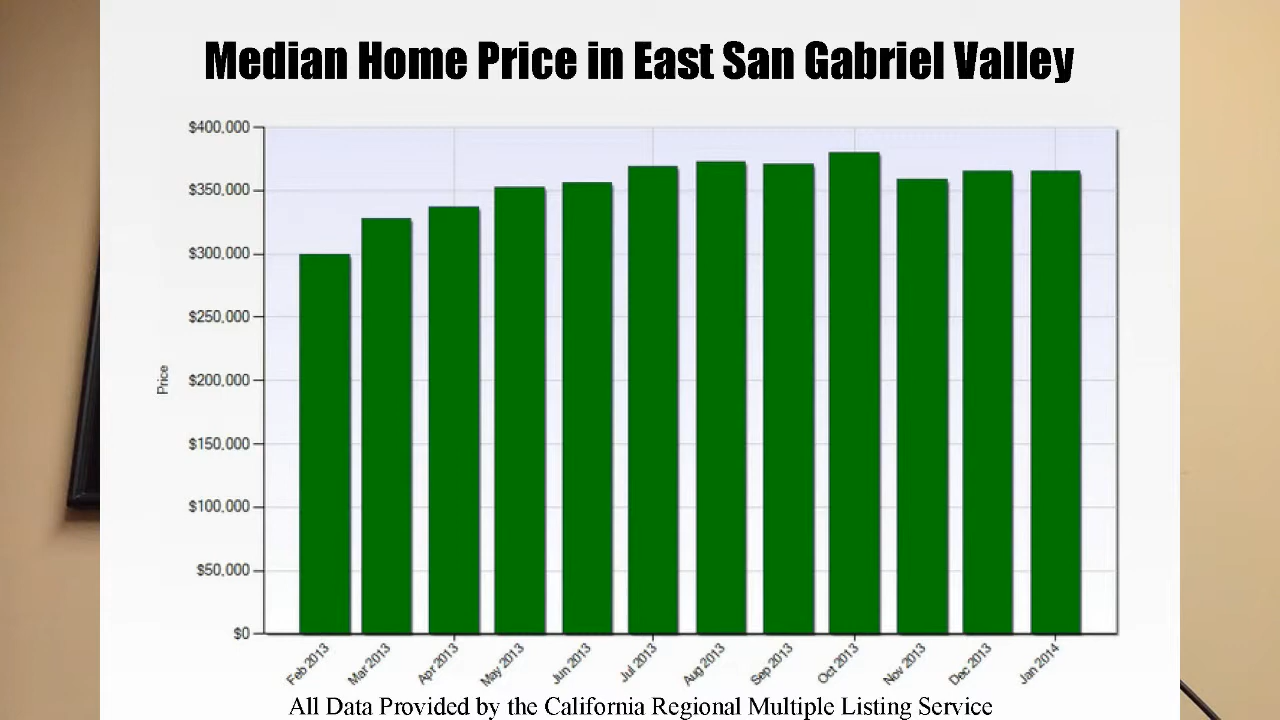 Median Home Price in East San Gabriel Valley
$400,000
$350,000
$300,000
$250,000
$200,000
$150,000
$100,000
$50,000
$0
Price
Feb 2013
Mar 2013
Apr 2013
May 2013
Jun 2013
Jul 2013
Aug 2013
Sep 2013
Oct 2013
Nov 2013
Dec 2013
Jan 2014
All Data Provided by the California Regional Multiple Listing Service